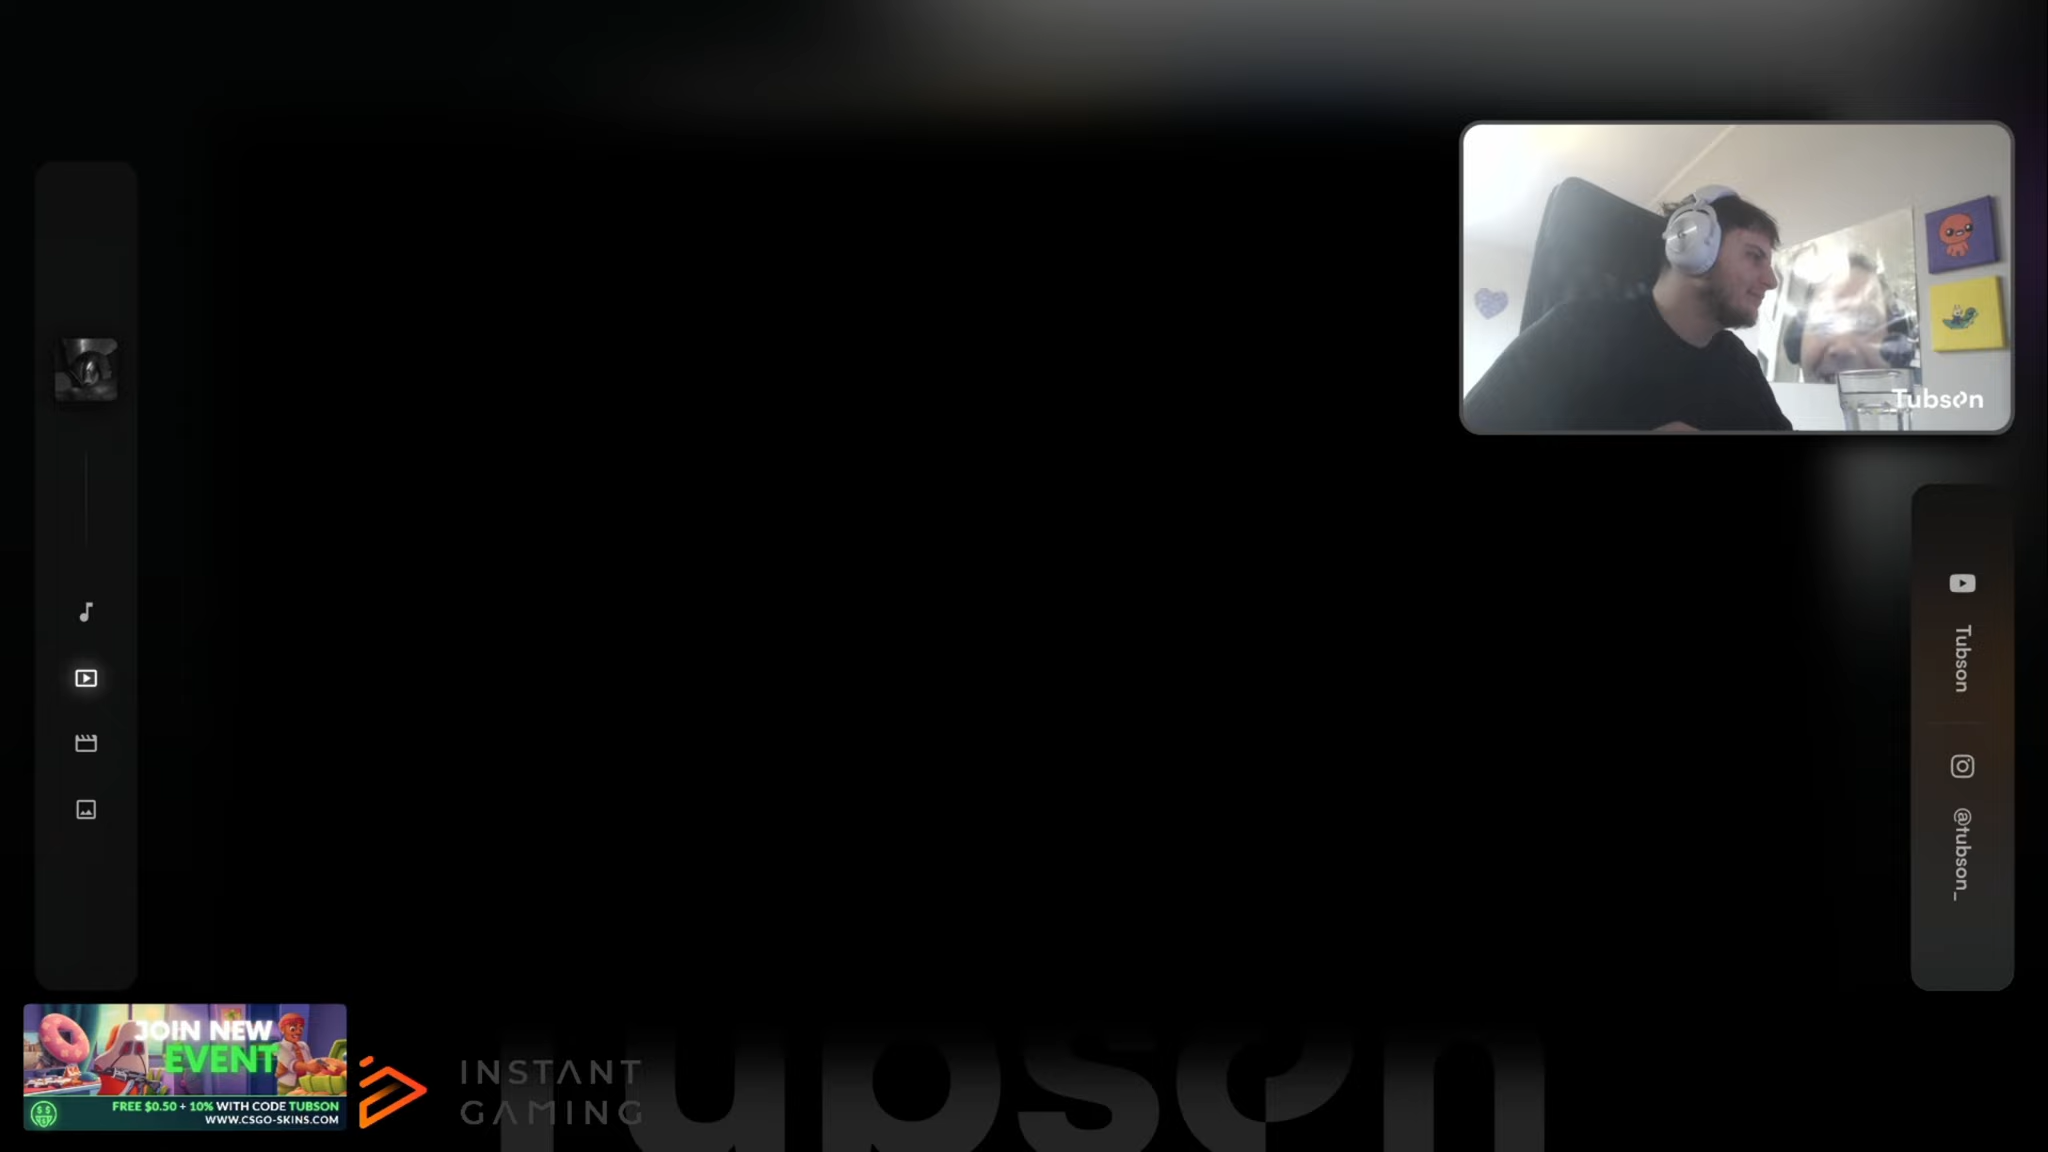 Tubson
Tubson
@tubson_
JOIN NEW
EVENT
FREE $0.50 + 10% WITH CODE TUBSON
WWW.CSGO-SKINS.COM
INSTANT
GAMING
Tubson